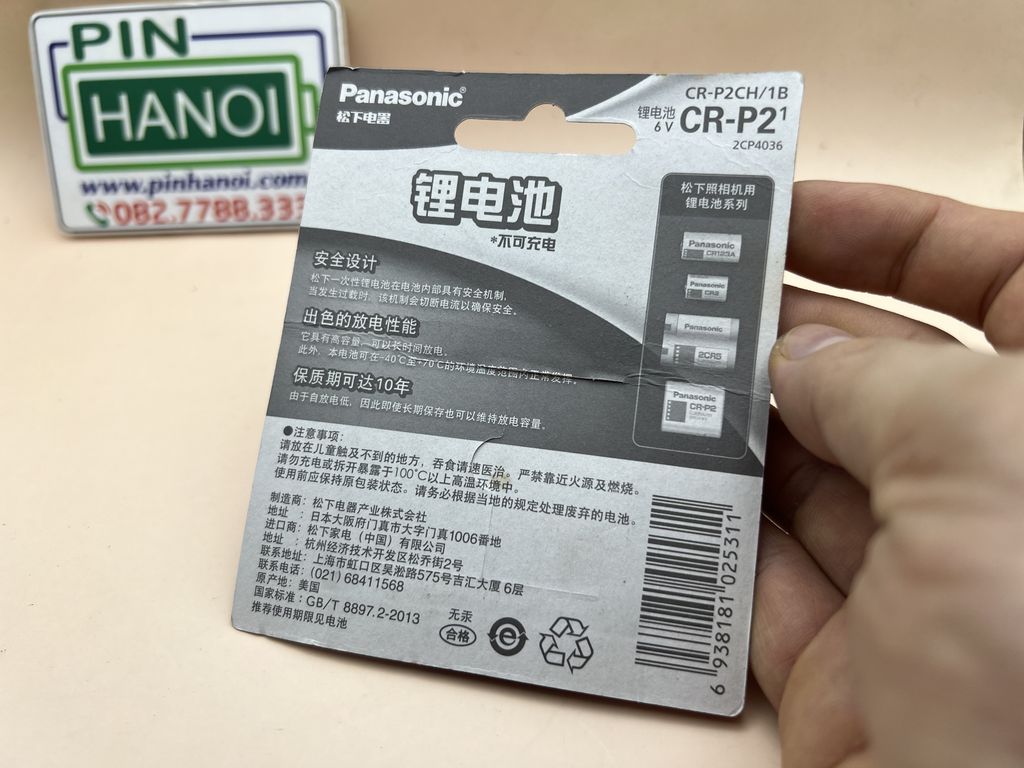 PIN
HANOI
www.pinhanoi.com
082.7788.333
Panasonic®
松下电器
CR-P2CH/1B
锂电池
6 V
CR-P2¹
2CP4036
锂电池
*不可充电
松下照相机用
锂电池系列
Panasonic
CR123A
Panasonic
CR2
Panasonic
2CR5
Panasonic
CR-P2
安全设计
松下一次性锂电池在电池内部具有安全机制,
当发生过载时, 该机制会切断电流以确保安全。
出色的放电性能
它具有高容量, 可以长时间放电。
此外, 本电池可在-40℃至+70℃的环境温度范围内正常发挥。
保质期可达10年
由于自放电低, 因此即使长期保存也可以维持放电容量。
●注意事项:
请放在儿童触及不到的地方, 吞食请速医治。严禁靠近火源及燃烧。
请勿充电或拆开暴露于100℃以上高温环境中。
使用前应保持原包装状态。请务必根据当地的规定处理废弃的电池。
制造商: 松下电器产业株式会社
地址 : 日本大阪府门真市大字门真1006番地
进口商: 松下家电 (中国) 有限公司
地址 : 杭州经济技术开发区松乔街2号
联系地址: 上海市虹口区吴淞路575号吉汇大厦 6层
联系电话: (021) 68411568
原产地: 美国
国家标准: GB/T 8897.2-2013
推荐使用期限见电池
无汞
合格
e
6 938181 025311